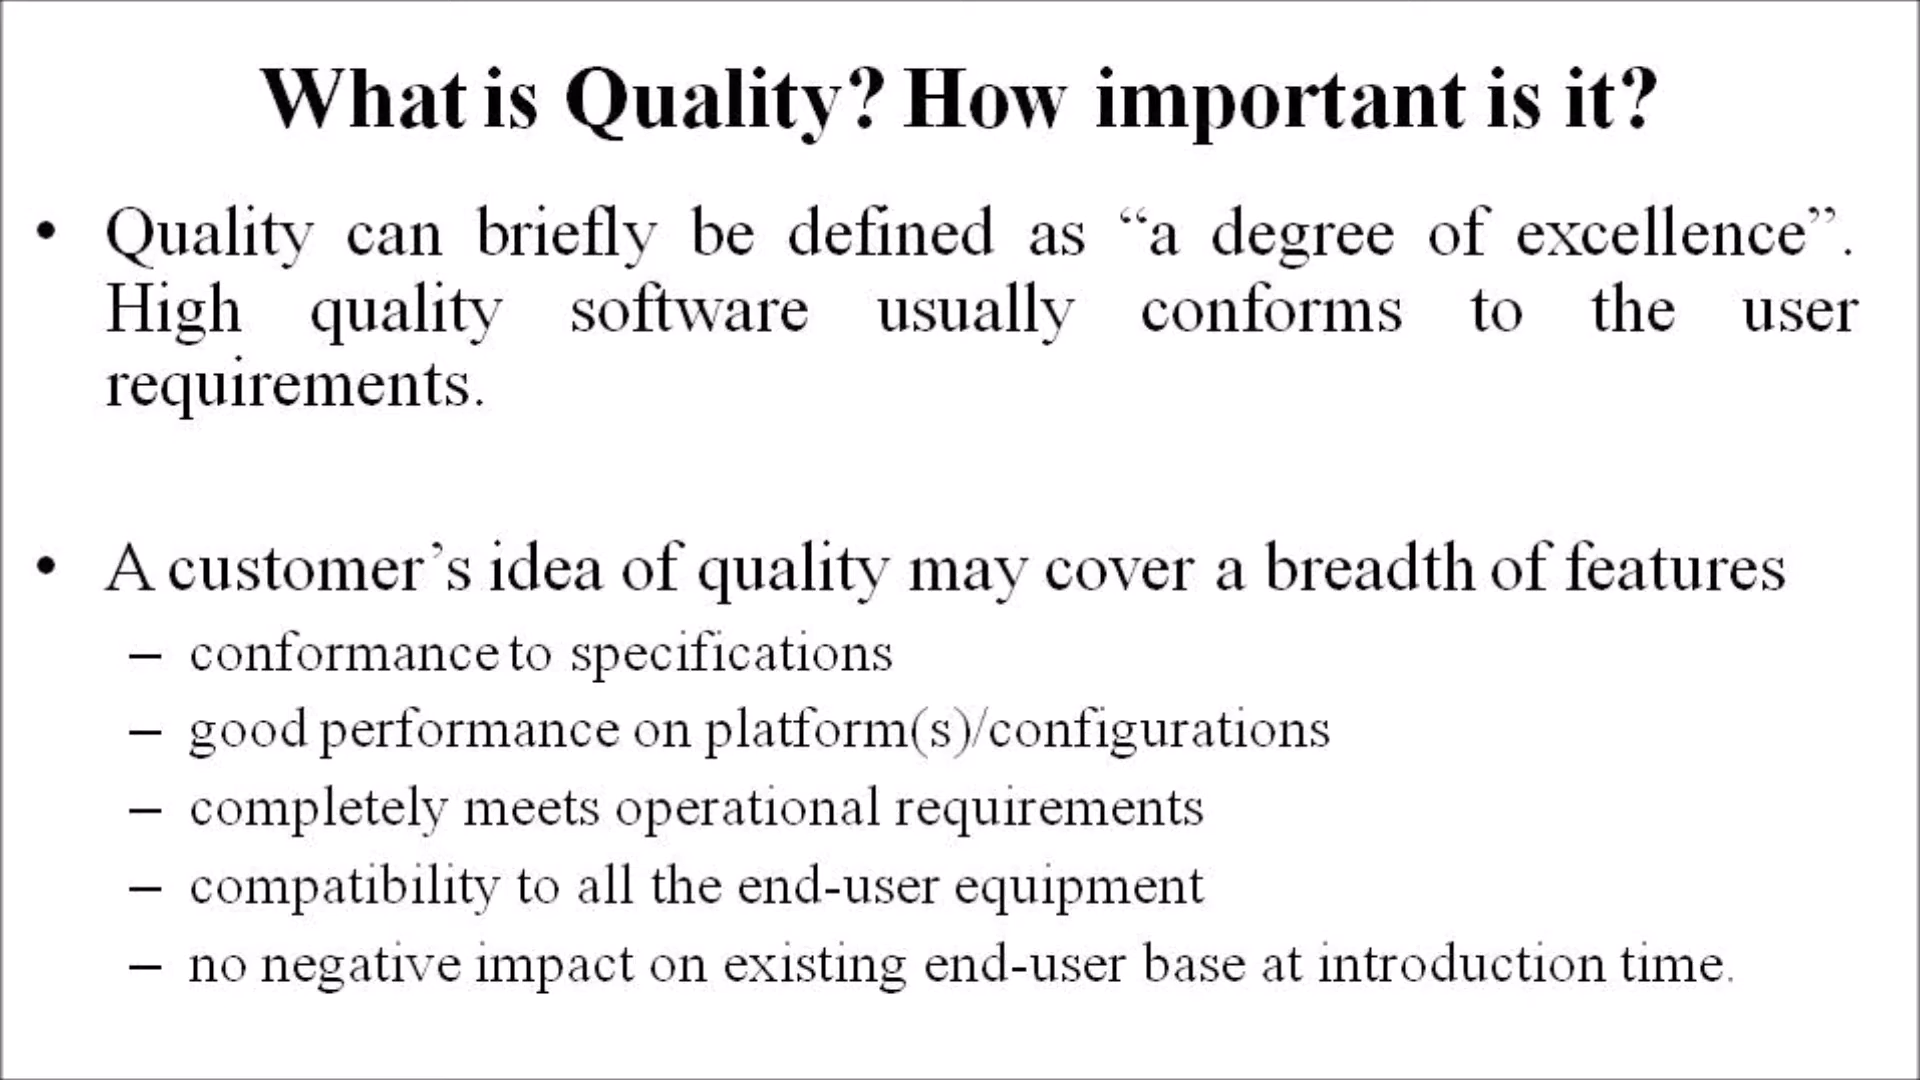 What is Quality? How important is it?
• Quality can briefly be defined as “a degree of excellence”.
High quality software usually conforms to the user
requirements.
• A customer’s idea of quality may cover a breadth of features
– conformance to specifications
– good performance on platform(s)/configurations
– completely meets operational requirements
– compatibility to all the end-user equipment
– no negative impact on existing end-user base at introduction time.